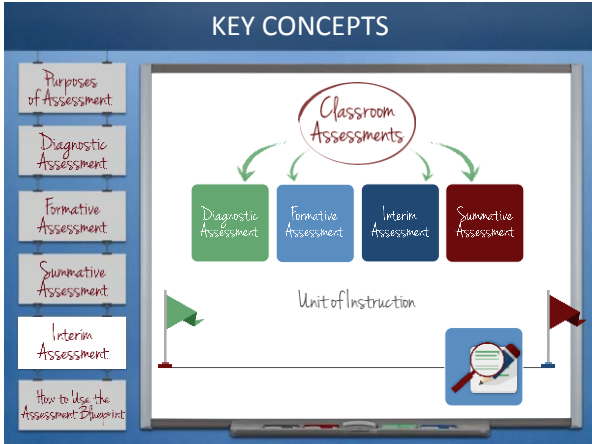 KEY CONCEPTS
Purposes
of Assessment
Diagnostic
Assessment
Formative
Assessment
Summative
Assessment
Interim
Assessment
How to Use the
Assessment Blueprint
Classroom
Assessments
Diagnostic
Assessment
Formative
Assessment
Interim
Assessment
Summative
Assessment
Unit of Instruction